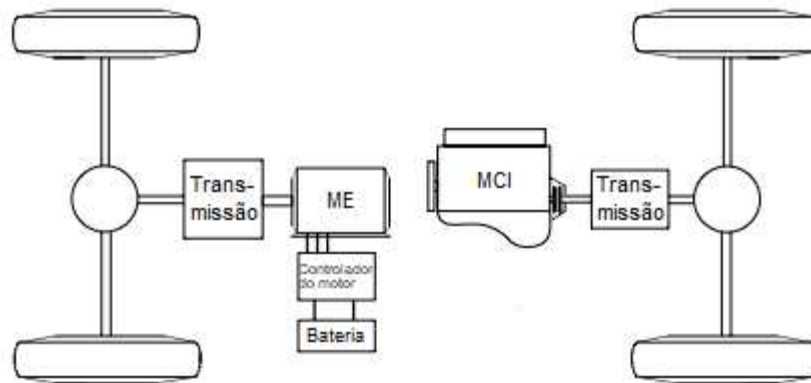 Trans-
missão
ME
Controlador
do motor
Bateria
MCI
Trans-
missão